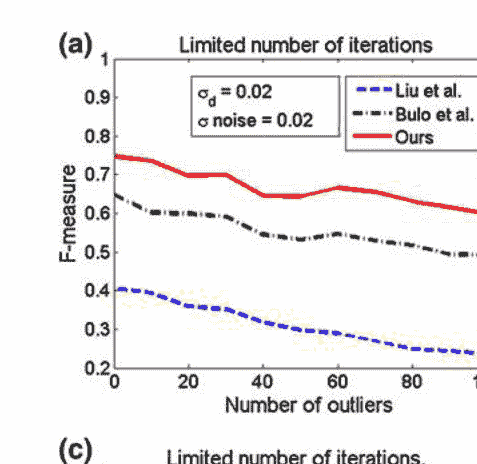 (a)
Limited number of iterations
σd = 0.02
σ noise = 0.02
Liu et al.
Bulo et al.
Ours
F-measure
1
0.9
0.8
0.7
0.6
0.5
0.4
0.3
0.2
0 20 40 60 80
Number of outliers
(c)
Limited number of iterations.